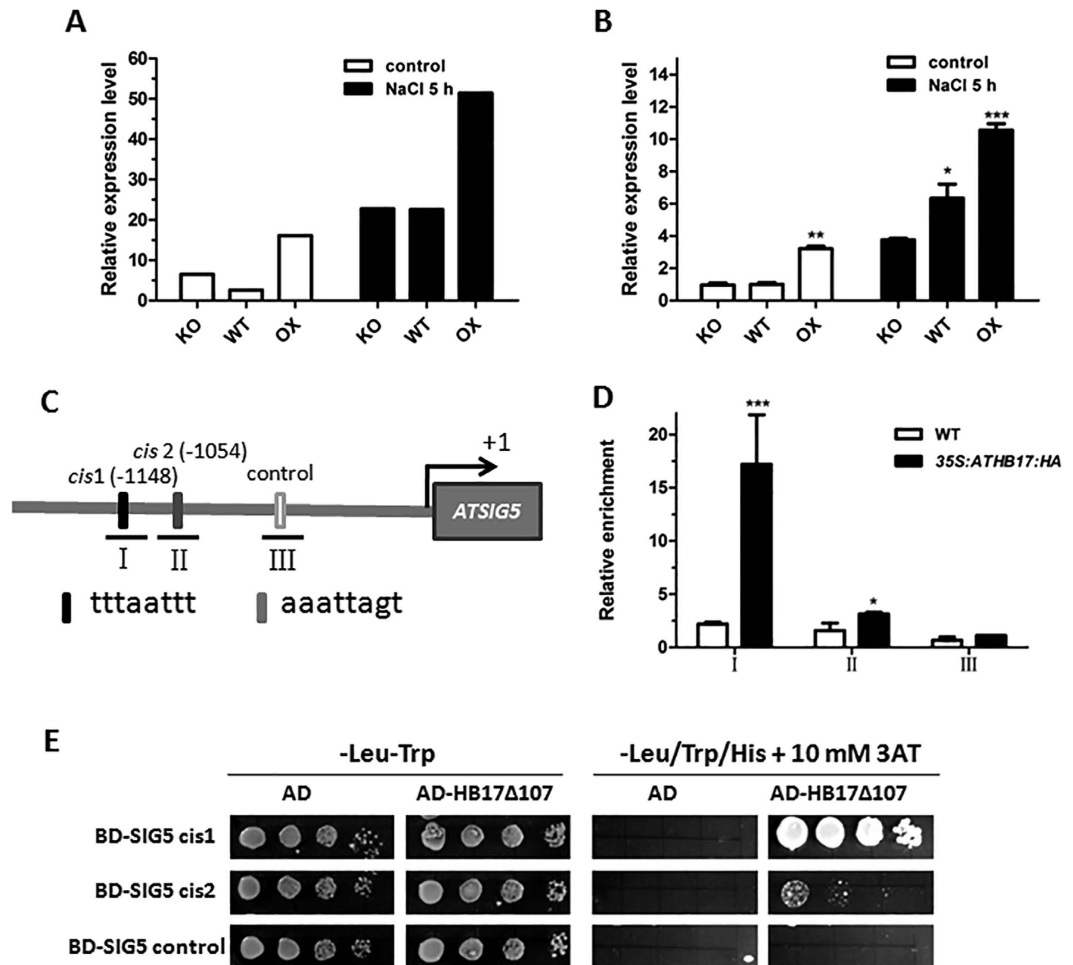 A
Relative expression level
60
50
40
30
20
10
0
control
NaCl 5 h
KO
WT
OX
KO
WT
OX
B
Relative expression level
14
12
10
8
6
4
2
0
control
NaCl 5 h
**
*
***
KO
WT
OX
KO
WT
OX
C
cis1 (-1148)
cis 2 (-1054)
control
+1
ATSIG5
I
II
III
tttaattt
aaattagt
D
Relative enrichment
20
15
10
5
0
WT
35S:ATHB17:HA
***
*
I
II
III
E
-Leu-Trp
-Leu/Trp/His + 10 mM 3AT
AD
AD-HB17Δ107
AD
AD-HB17Δ107
BD-SIG5 cis1
BD-SIG5 cis2
BD-SIG5 control